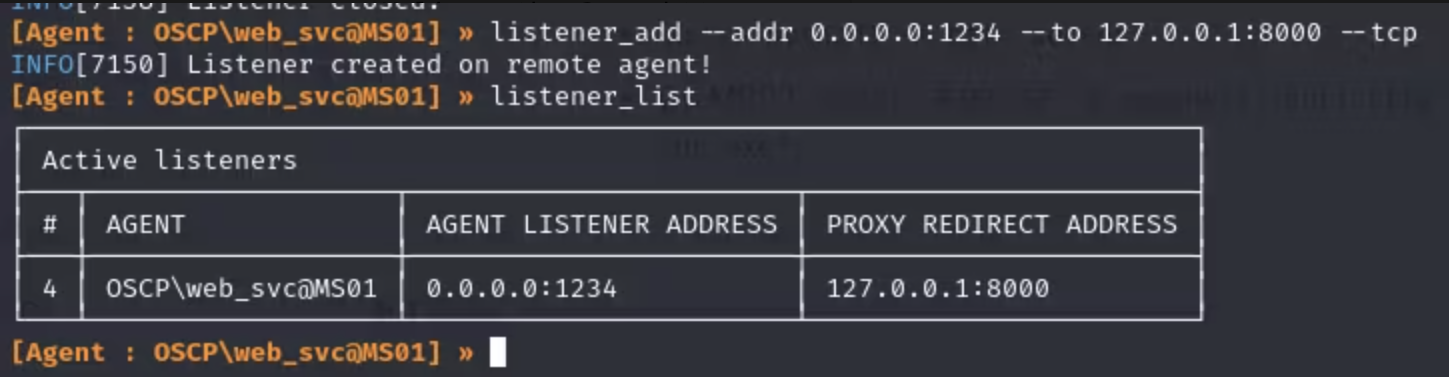 INFO[7150] Listener closed.
[Agent : OSCP\web_svc@MS01] » listener_add --addr 0.0.0.0:1234 --to 127.0.0.1:8000 --tcp
INFO[7150] Listener created on remote agent!
[Agent : OSCP\web_svc@MS01] » listener_list
Active listeners
# AGENT AGENT LISTENER ADDRESS PROXY REDIRECT ADDRESS
4 OSCP\web_svc@MS01 0.0.0.0:1234 127.0.0.1:8000
[Agent : OSCP\web_svc@MS01] »